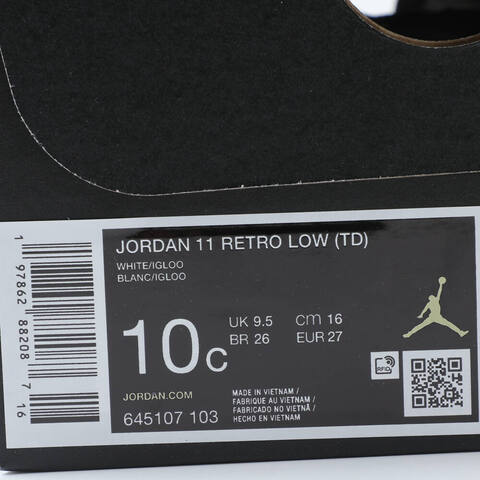 JORDAN 11 RETRO LOW (TD)
WHITE/IGLOO
BLANC/IGLOO
10C
UK 9.5 cm 16
BR 26 EUR 27
JORDAN.COM
645107 103
MADE IN VIETNAM /
FABRIQUE AU VIETNAM /
FABRICADO NO VIETNÃ /
HECHO EN VIETNAM
RFID
1 97862 88208 7 16